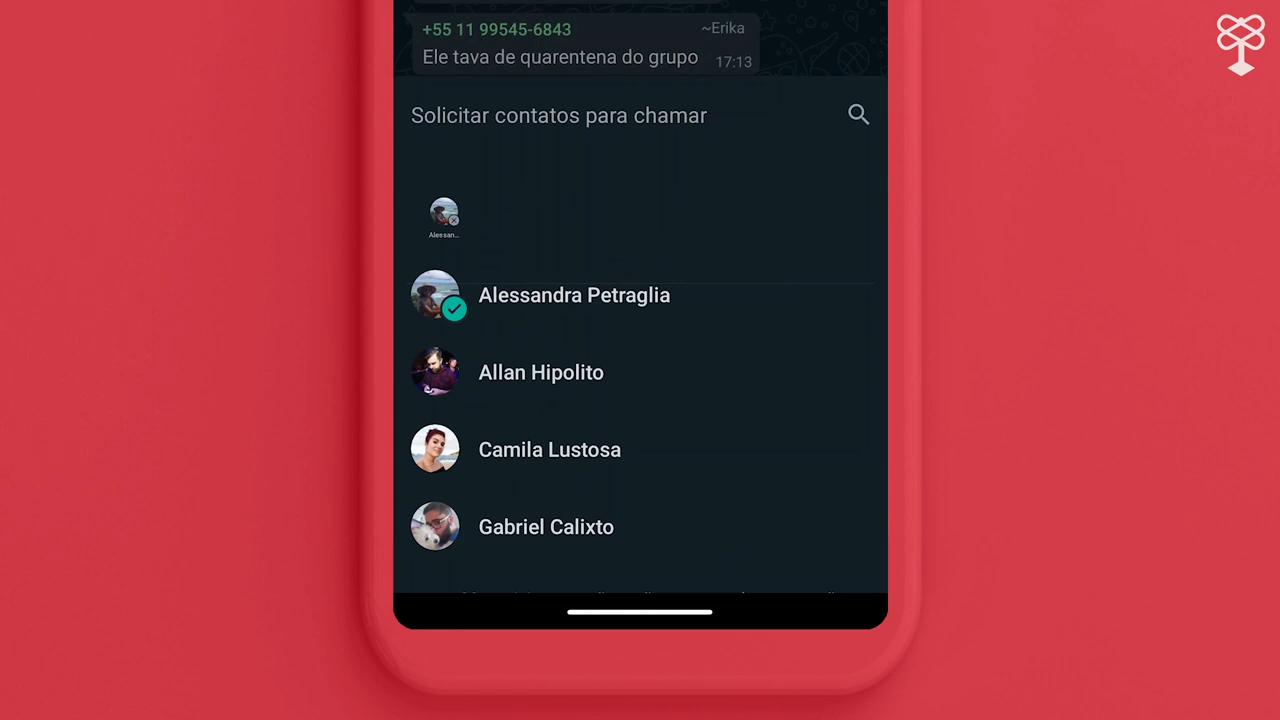 +55 11 99545-6843 ~Erika
Ele tava de quarentena do grupo 17:13
Solicitar contatos para chamar
Alessan...
Alessandra Petraglia
Allan Hipolito
Camila Lustosa
Gabriel Calixto